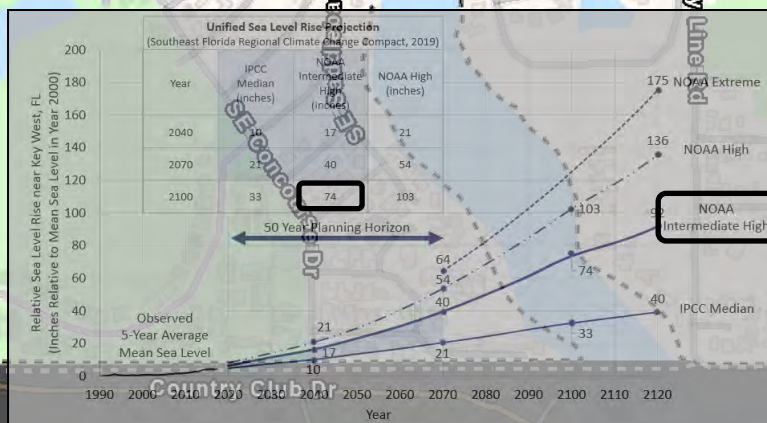 Unified Sea Level Rise Projection
(Southeast Florida Regional Climate Change Compact, 2019)
Year
IPCC Median (inches)
NOAA Intermediate High (inches)
NOAA High (inches)
2040 10 17 21
2070 21 40 54
2100 33 74 103
Relative Sea Level Rise near Key West, FL
(Inches Relative to Mean Sea Level in Year 2000)
200
180
160
140
120
100
80
60
40
20
0
50 Year Planning Horizon
Observed
5-Year Average
Mean Sea Level
175 NOAA Extreme
136
NOAA High
103
92
NOAA
Intermediate High
74
64
54
40
40
IPCC Median
33
21
17
21
10
1990 2000 2010 2020 2030 2040 2050 2060 2070 2080 2090 2100 2110 2120
Year
SE Concourse Dr
Country Club Dr
y Line Rd